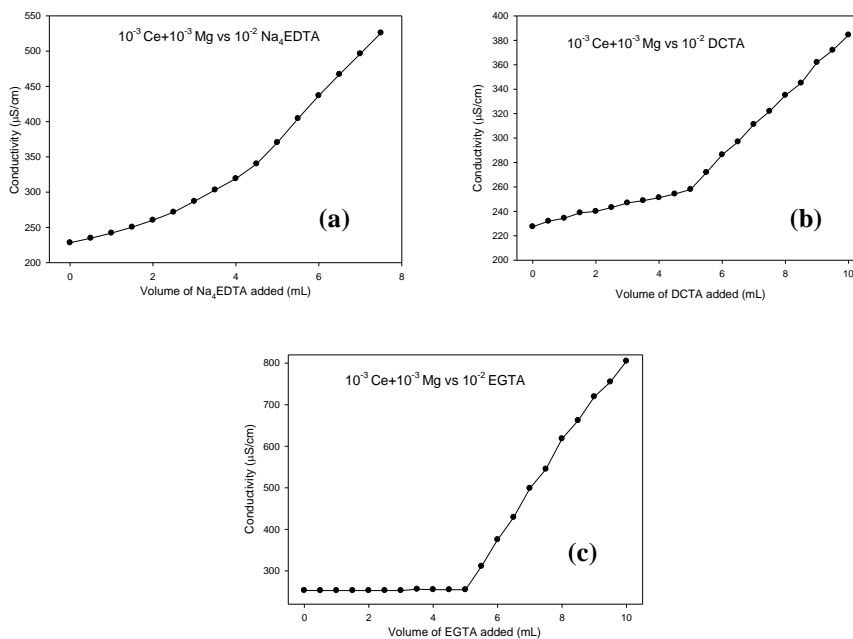 10⁻³ Ce+10⁻³ Mg vs 10⁻² Na₄EDTA
Conductivity (μS/cm)
550
500
450
400
350
300
250
200
0 2 4 6 8
Volume of Na₄EDTA added (mL)
(a)
10⁻³ Ce+10⁻³ Mg vs 10⁻² DCTA
Conductivity (μS/cm)
400
380
360
340
320
300
280
260
240
220
200
0 2 4 6 8 10
Volume of DCTA added (mL)
(b)
10⁻³ Ce+10⁻³ Mg vs 10⁻² EGTA
Conductivity (μS/cm)
800
700
600
500
400
300
0 2 4 6 8 10
Volume of EGTA added (mL)
(c)